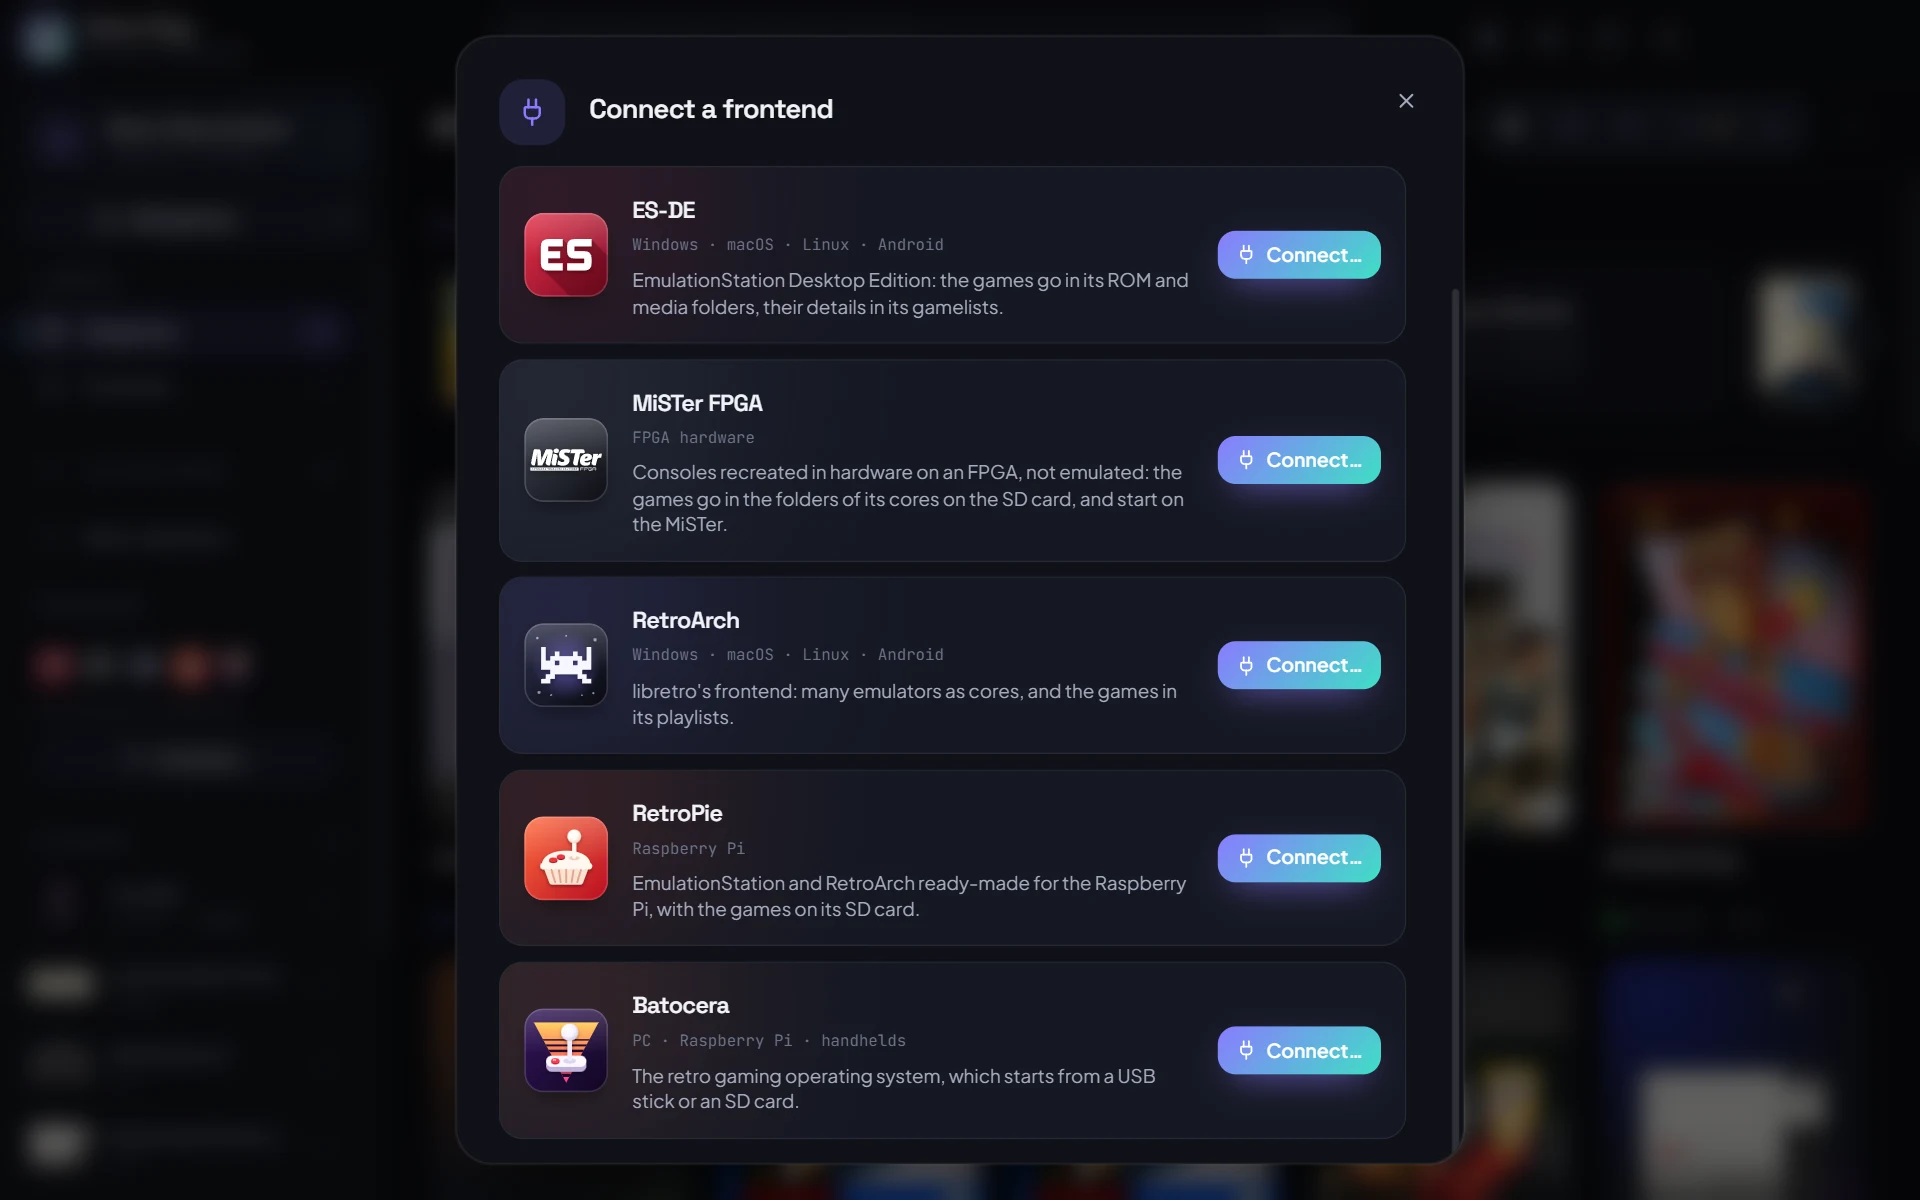 Connect a frontend
ES
ES-DE
Windows · macOS · Linux · Android
EmulationStation Desktop Edition: the games go in its ROM and
media folders, their details in its gamelists.
Connect…
MiSTer
FPGA
MiSTer FPGA
FPGA hardware
Consoles recreated in hardware on an FPGA, not emulated: the
games go in the folders of its cores on the SD card, and start on
the MiSTer.
Connect…
RetroArch
Windows · macOS · Linux · Android
libretro's frontend: many emulators as cores, and the games in
its playlists.
Connect…
RetroPie
Raspberry Pi
EmulationStation and RetroArch ready-made for the Raspberry
Pi, with the games on its SD card.
Connect…
Batocera
PC · Raspberry Pi · handhelds
The retro gaming operating system, which starts from a USB
stick or an SD card.
Connect…